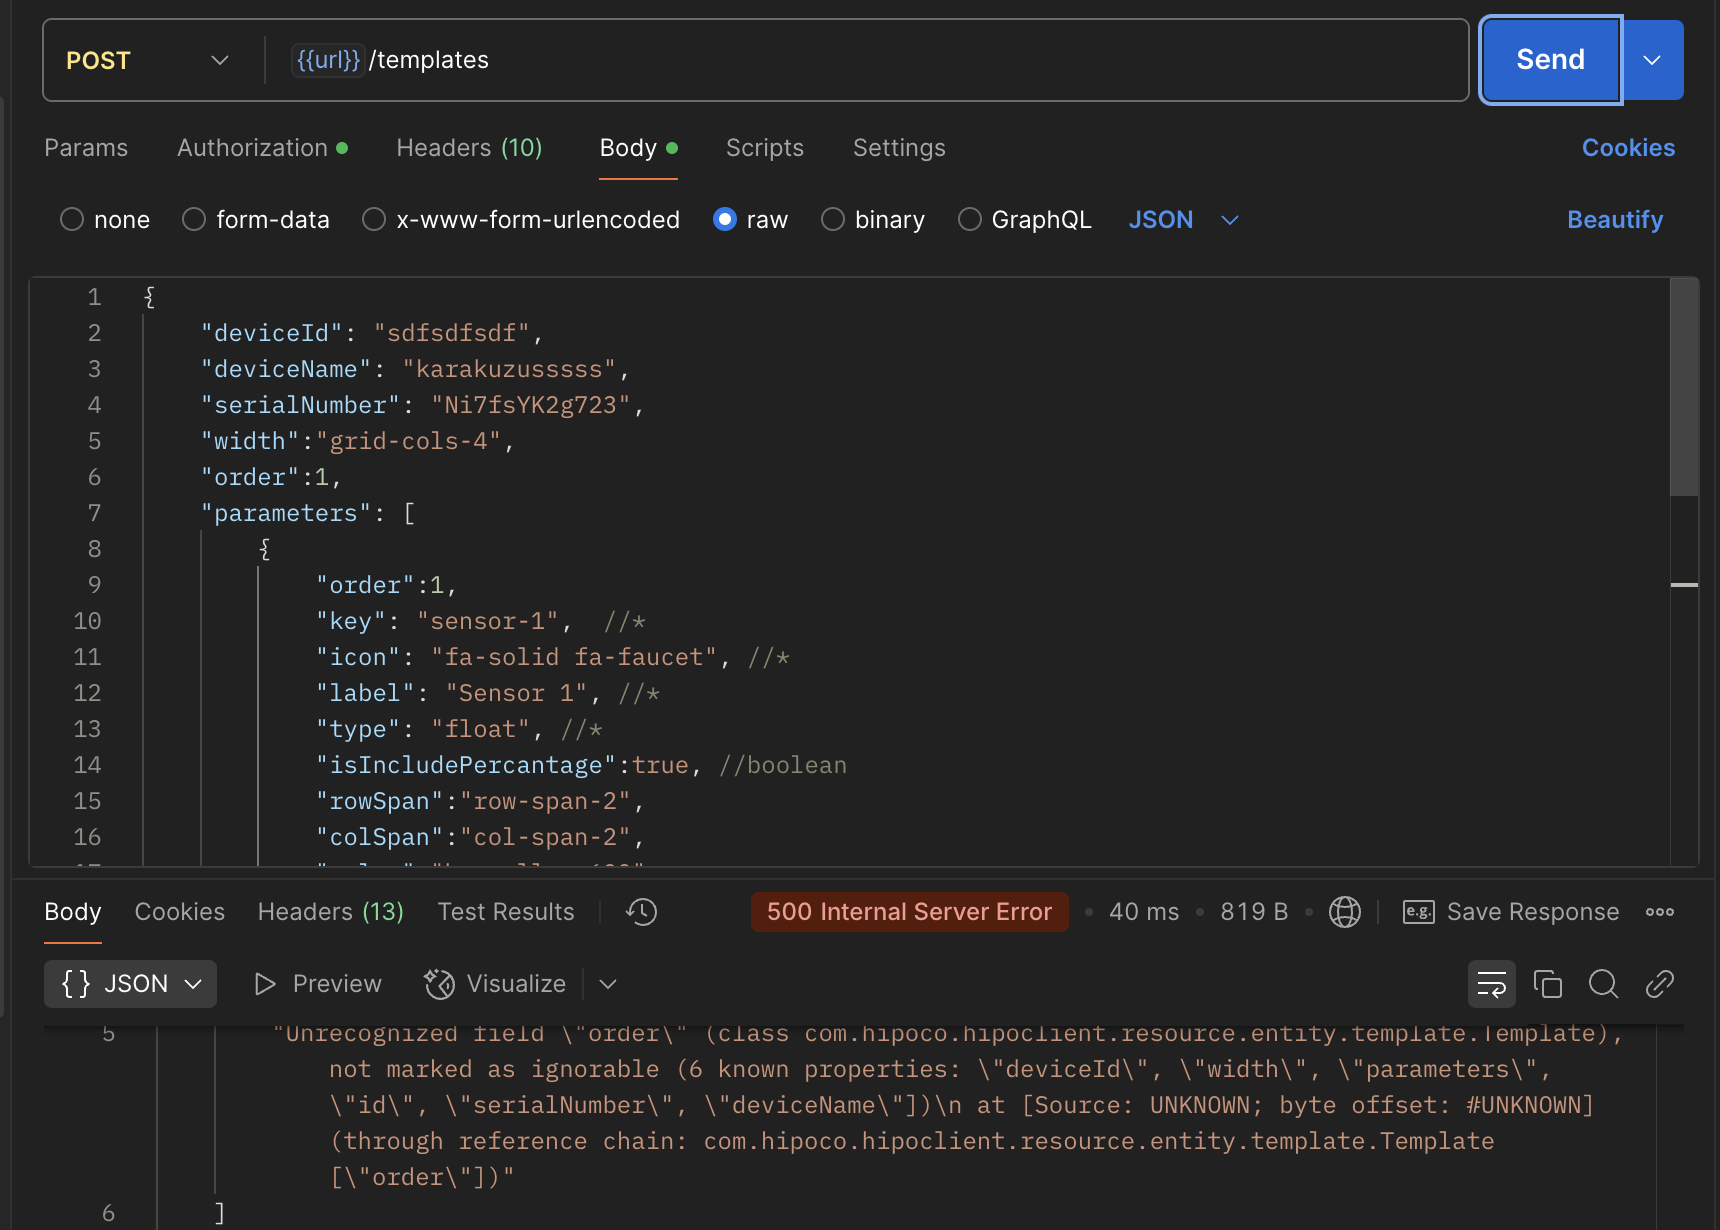 POST {{url}}/templates Send
Params Authorization Headers (10) Body Scripts Settings Cookies
none form-data x-www-form-urlencoded raw binary GraphQL JSON Beautify
1 {
2 "deviceId": "sdfsdfsdf",
3 "deviceName": "karakuzusssss",
4 "serialNumber": "Ni7fsYK2g723",
5 "width":"grid-cols-4",
6 "order":1,
7 "parameters": [
8 {
9 "order":1,
10 "key": "sensor-1", //*
11 "icon": "fa-solid fa-faucet", //*
12 "label": "Sensor 1", //*
13 "type": "float", //*
14 "isIncludePercantage":true, //boolean
15 "rowSpan":"row-span-2",
16 "colSpan":"col-span-2",
Body Cookies Headers (13) Test Results 500 Internal Server Error 40 ms 819 B e.g. Save Response
{} JSON Preview Visualize
5 "Unrecognized field \"order\" (class com.hipoco.hipoclient.resource.entity.template.Template),
not marked as ignorable (6 known properties: \"deviceId\", \"width\", \"parameters\",
\"id\", \"serialNumber\", \"deviceName\"])\n at [Source: UNKNOWN; byte offset: #UNKNOWN]
(through reference chain: com.hipoco.hipoclient.resource.entity.template.Template
[\"order\"])"
6 ]